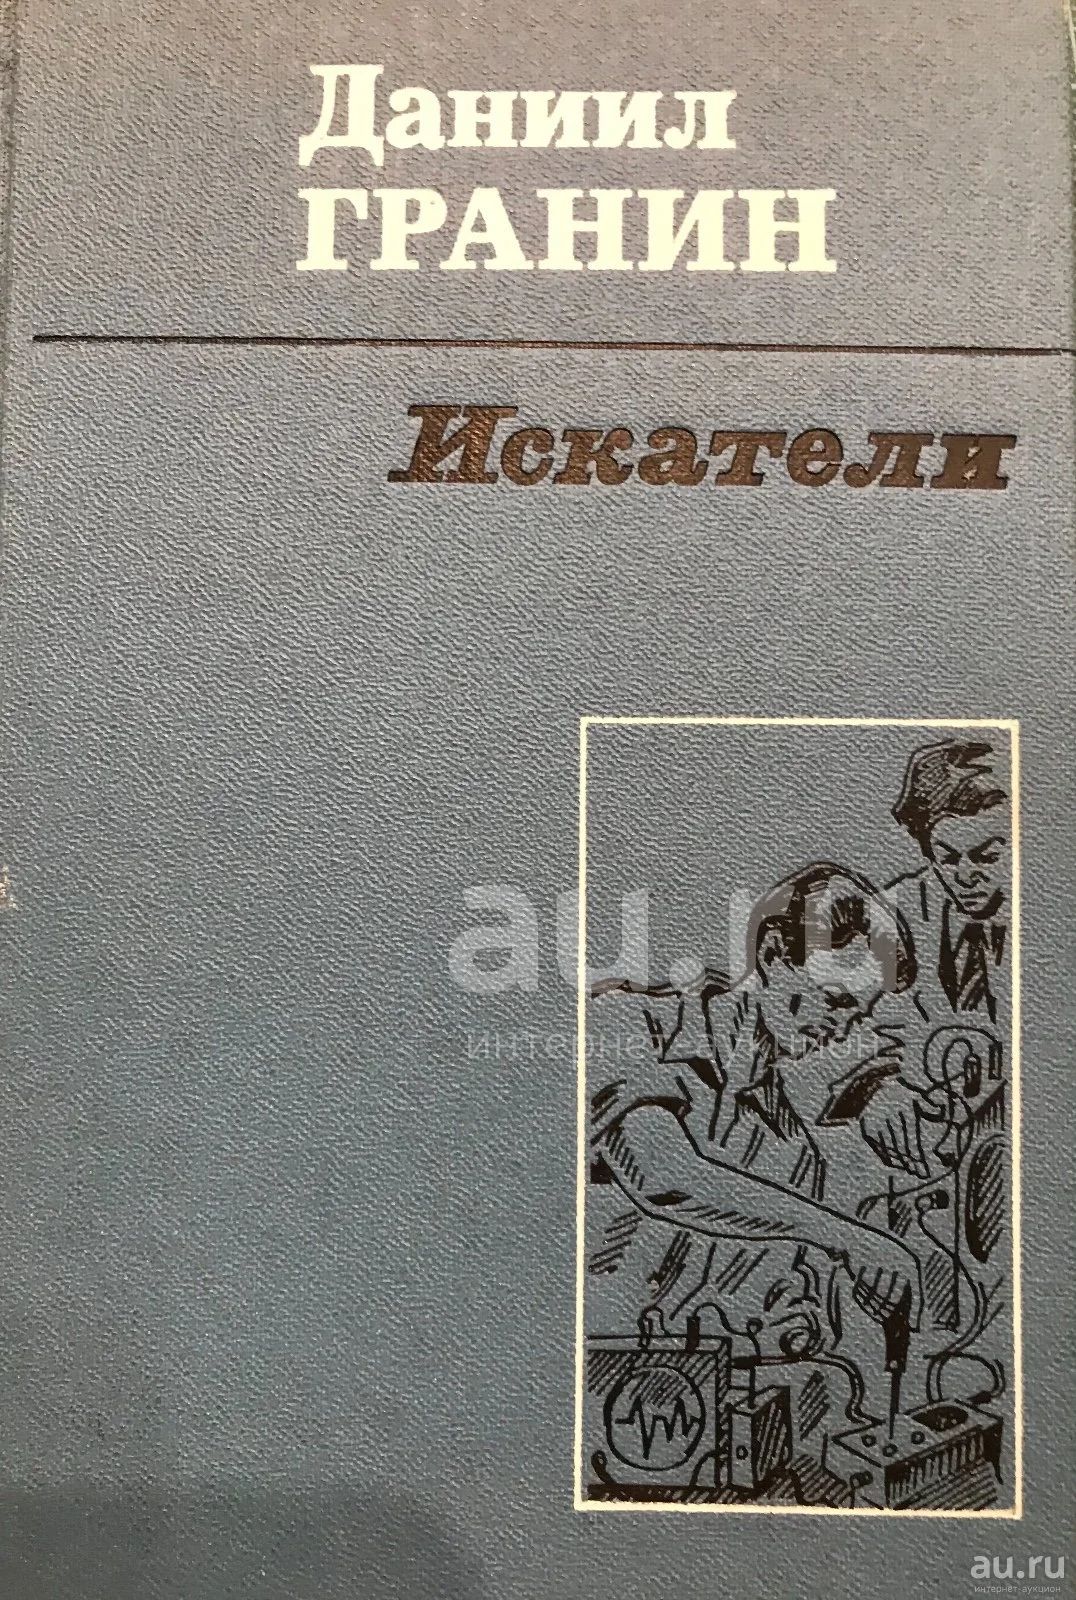 Даниил
ГРАНИН
Искатели
au.ru
интернет-аукцион
au.ru
интернет-аукцион